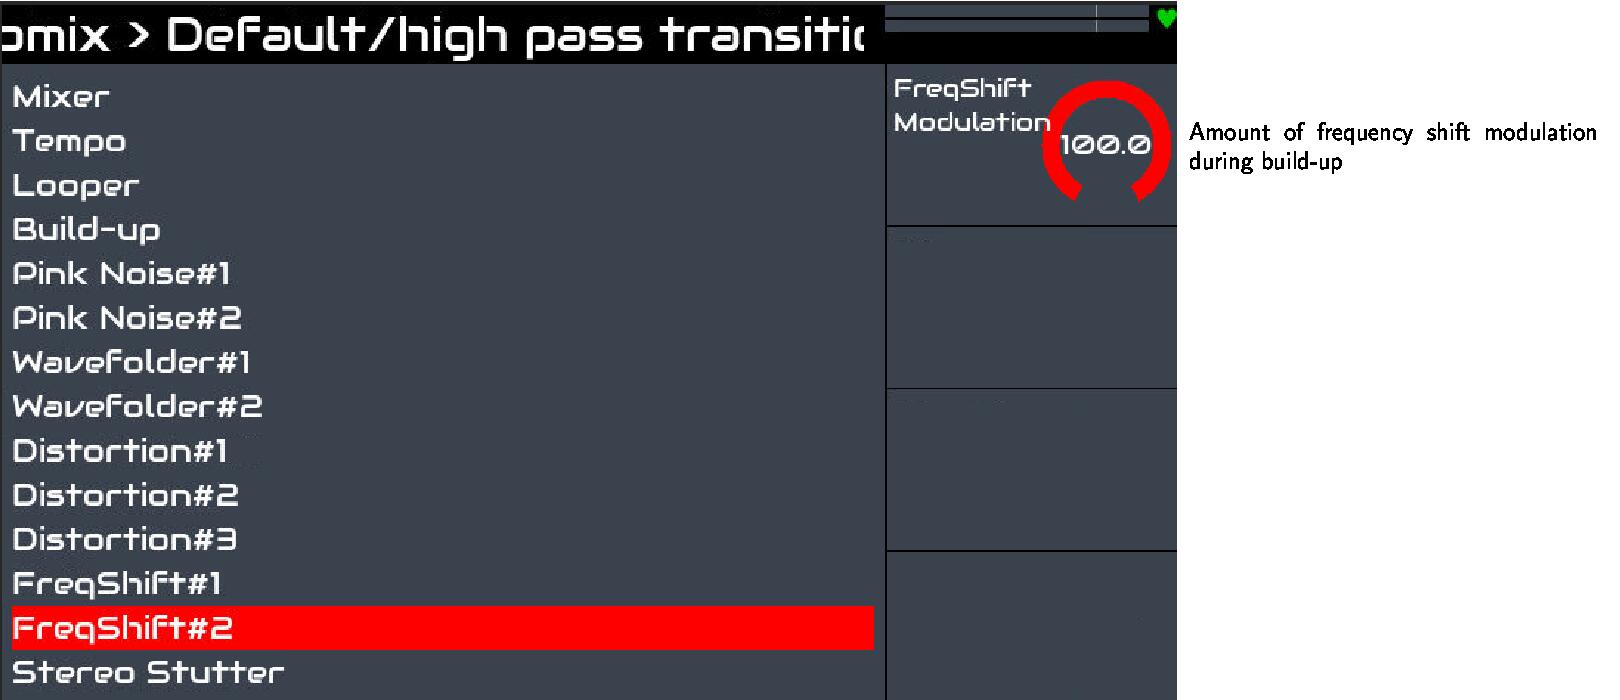 omix > Default/high pass transitio
Mixer
Tempo
Looper
Build-up
Pink Noise#1
Pink Noise#2
Wavefolder#1
Wavefolder#2
Distortion#1
Distortion#2
Distortion#3
FreqShift#1
FreqShift#2
Stereo Stutter
FreqShift
Modulation
100.0
Amount of frequency shift modulation
during build-up